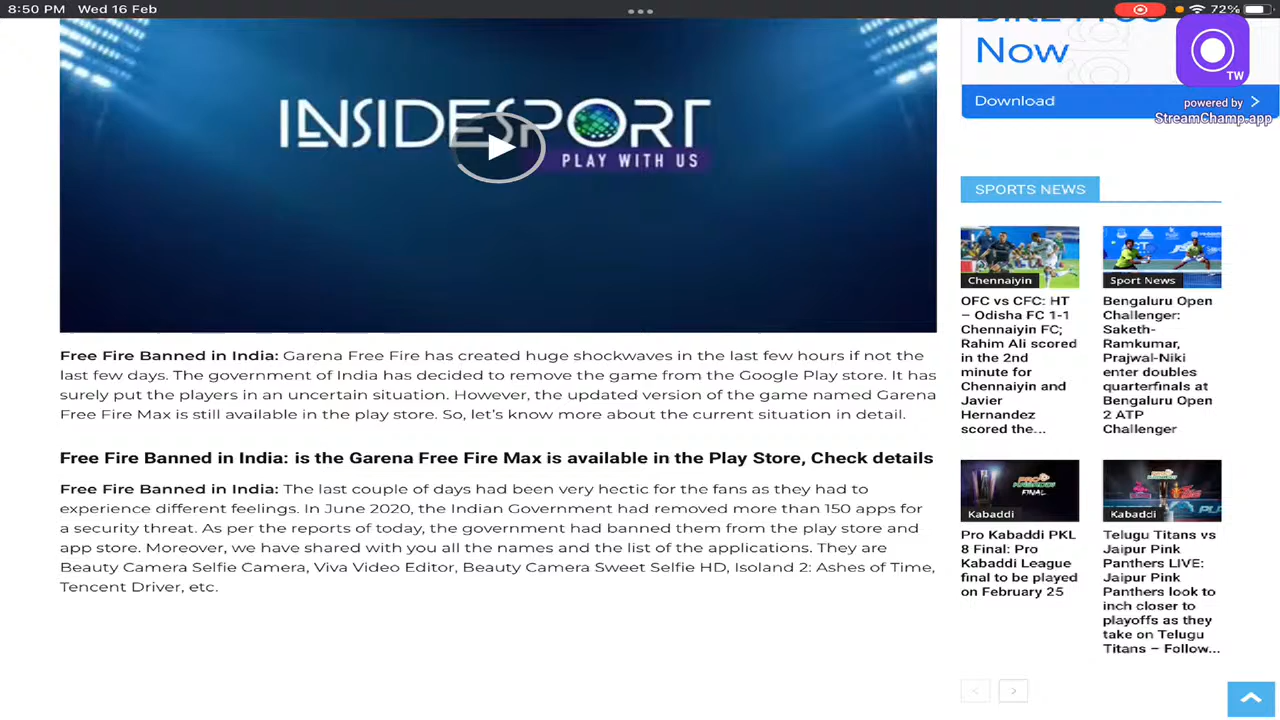 8:50 PM Wed 16 Feb
72%
Now
Download
TW
powered by
StreamChamp.app
INSIDESPORT
PLAY WITH US
Free Fire Banned in India: Garena Free Fire has created huge shockwaves in the last few hours if not the
last few days. The government of India has decided to remove the game from the Google Play store. It has
surely put the players in an uncertain situation. However, the updated version of the game named Garena
Free Fire Max is still available in the play store. So, let's know more about the current situation in detail.
Free Fire Banned in India: is the Garena Free Fire Max is available in the Play Store, Check details
Free Fire Banned in India: The last couple of days had been very hectic for the fans as they had to
experience different feelings. In June 2020, the Indian Government had removed more than 150 apps for
a security threat. As per the reports of today, the government had banned them from the play store and
app store. Moreover, we have shared with you all the names and the list of the applications. They are
Beauty Camera Selfie Camera, Viva Video Editor, Beauty Camera Sweet Selfie HD, Isoland 2: Ashes of Time,
Tencent Driver, etc.
SPORTS NEWS
Chennaiyin
OFC vs CFC: HT
– Odisha FC 1-1
Chennaiyin FC;
Rahim Ali scored
in the 2nd
minute for
Chennaiyin and
Javier
Hernandez
scored the...
Sport News
Bengaluru Open
Challenger:
Saketh-
Ramkumar,
Prajwal-Niki
enter doubles
quarterfinals at
Bengaluru Open
2 ATP
Challenger
FINAL
Kabaddi
Pro Kabaddi PKL
8 Final: Pro
Kabaddi League
final to be played
on February 25
Kabaddi
Telugu Titans vs
Jaipur Pink
Panthers LIVE:
Jaipur Pink
Panthers look to
inch closer to
playoffs as they
take on Telugu
Titans – Follow...